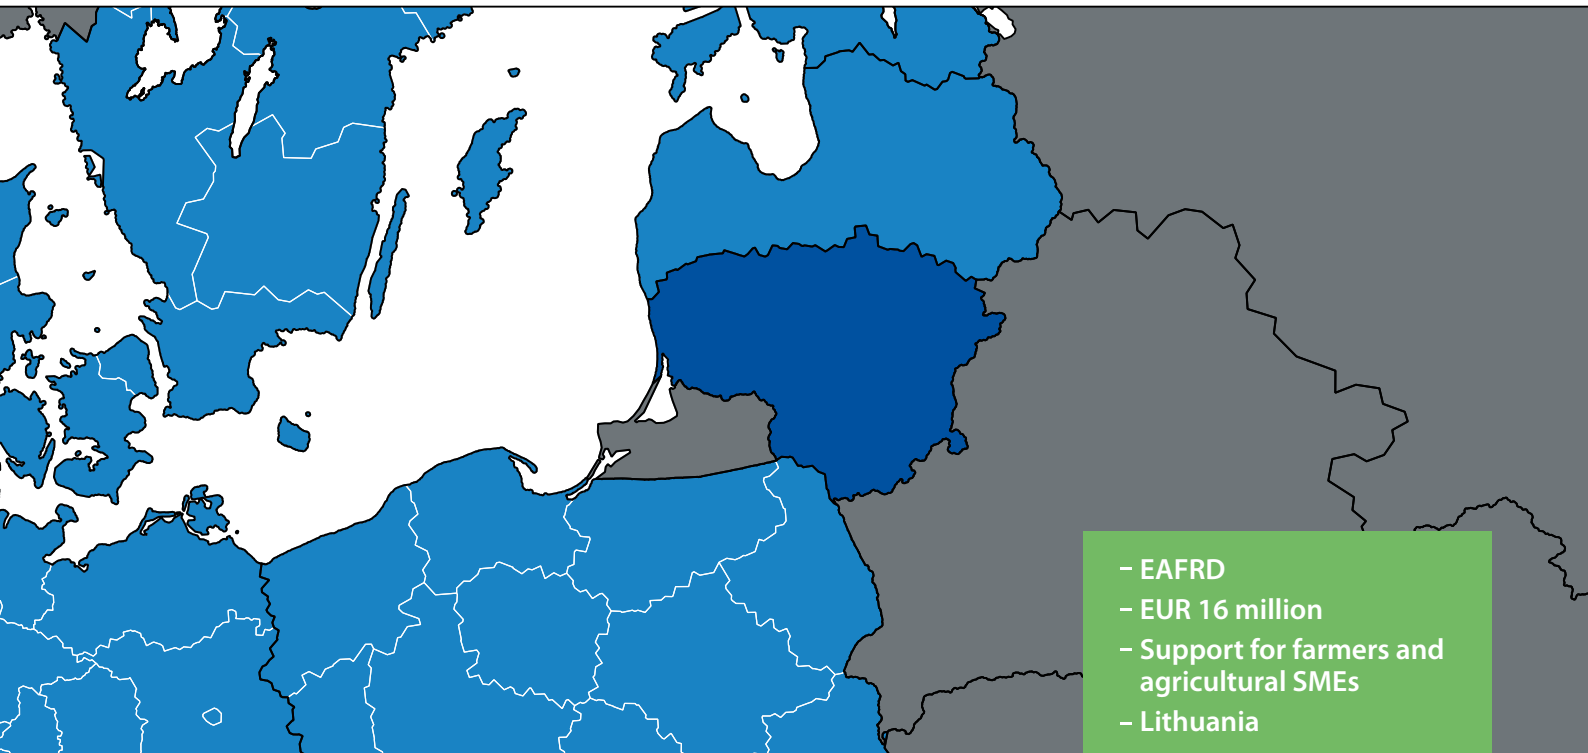 – EAFRD
– EUR 16 million
– Support for farmers and
agricultural SMEs
– Lithuania